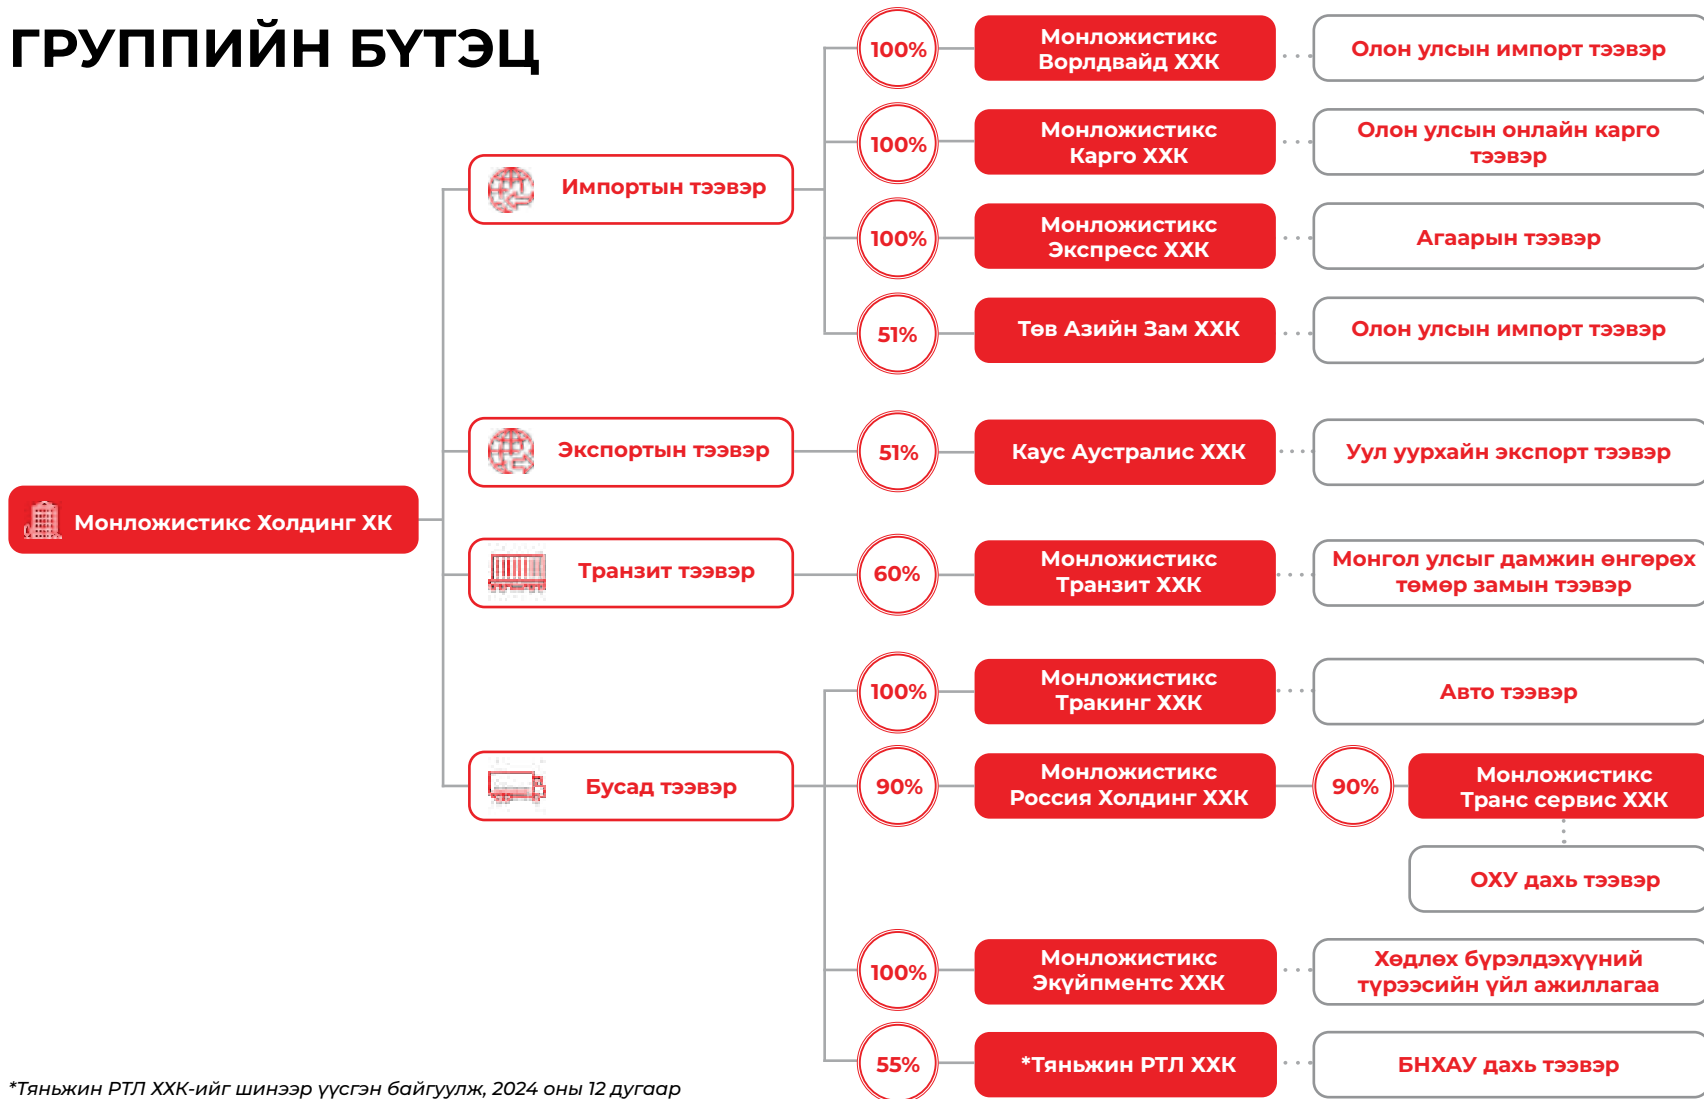 ГРУППИЙН БҮТЭЦ
Монложистикс Холдинг ХК
Импортын тээвэр
100%
Монложистикс
Ворлдвайд ХХК
Олон улсын импорт тээвэр
100%
Монложистикс
Карго ХХК
Олон улсын онлайн карго
тээвэр
100%
Монложистикс
Экспресс ХХК
Агаарын тээвэр
51%
Төв Азийн Зам ХХК
Олон улсын импорт тээвэр
Экспортын тээвэр
51%
Каус Аустралис ХХК
Уул уурхайн экспорт тээвэр
Транзит тээвэр
60%
Монложистикс
Транзит ХХК
Монгол улсыг дамжин өнгөрөх
төмөр замын тээвэр
Бусад тээвэр
100%
Монложистикс
Тракинг ХХК
Авто тээвэр
90%
Монложистикс
Россия Холдинг ХХК
90%
Монложистикс
Транс сервис ХХК
ОХУ дахь тээвэр
100%
Монложистикс
Экүйпментс ХХК
Хөдлөх бүрэлдэхүүний
түрээсийн үйл ажиллагаа
55%
*Тяньжин РТЛ ХХК
БНХАУ дахь тээвэр
*Тяньжин РТЛ ХХК-ийг шинээр үүсгэн байгуулж, 2024 оны 12 дугаар